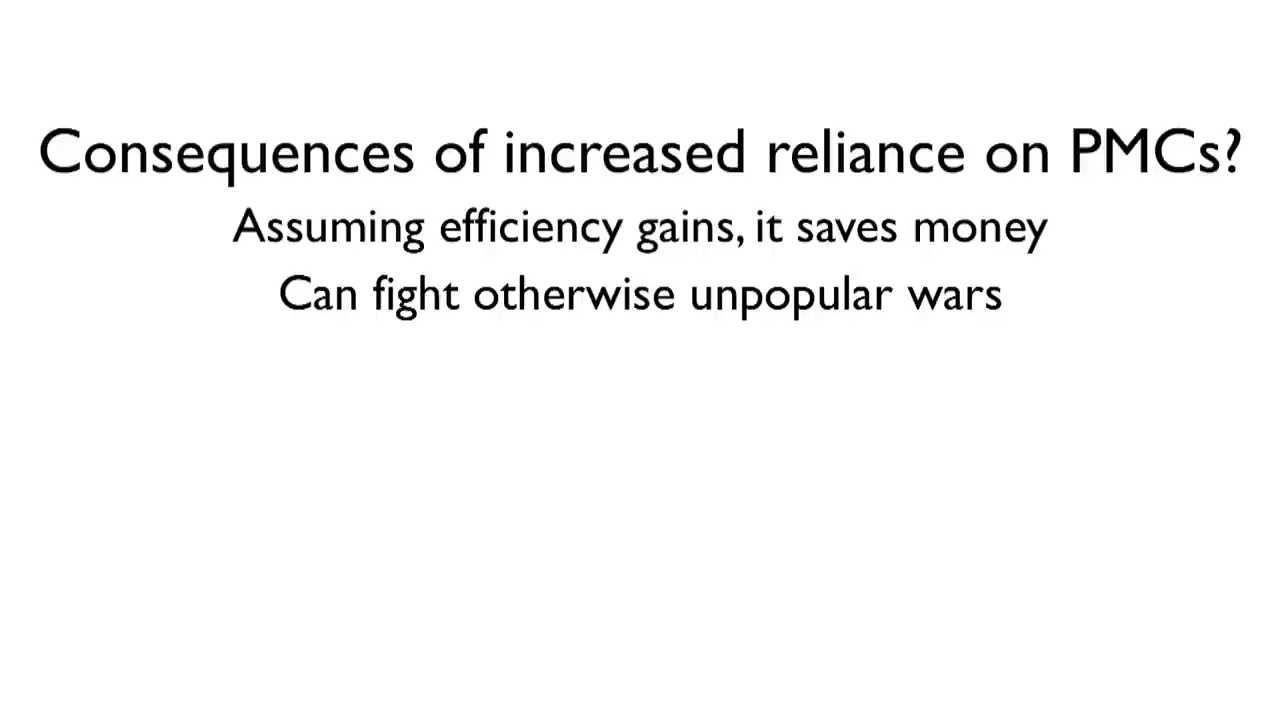 Consequences of increased reliance on PMCs?
Assuming efficiency gains, it saves money
Can fight otherwise unpopular wars